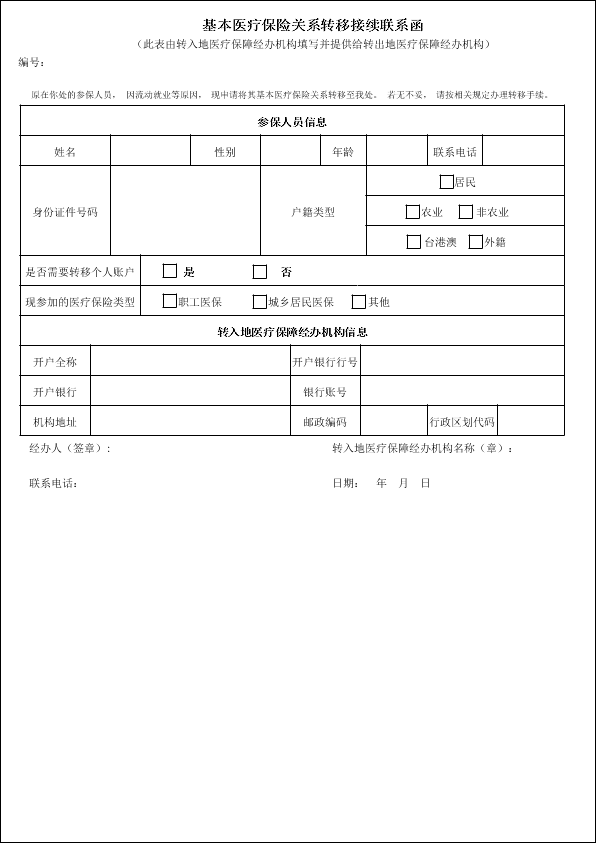 基本医疗保险关系转移接续联系函
（此表由转入地医疗保障经办机构填写并提供给转出地医疗保障经办机构）
编号：
原在你处的参保人员， 因流动就业等原因， 现申请将其基本医疗保险关系转移至我处。 若无不妥， 请按相关规定办理转移手续。
参保人员信息
姓名 性别 年龄 联系电话
居民
身份证件号码 户籍类型 农业 非农业
台港澳 外籍
是否需要转移个人账户 是 否
现参加的医疗保险类型 职工医保 城乡居民医保 其他
转入地医疗保障经办机构信息
开户全称 开户银行行号
开户银行 银行账号
机构地址 邮政编码 行政区划代码
经办人（签章）： 转入地医疗保障经办机构名称（章）：
联系电话： 日期： 年 月 日